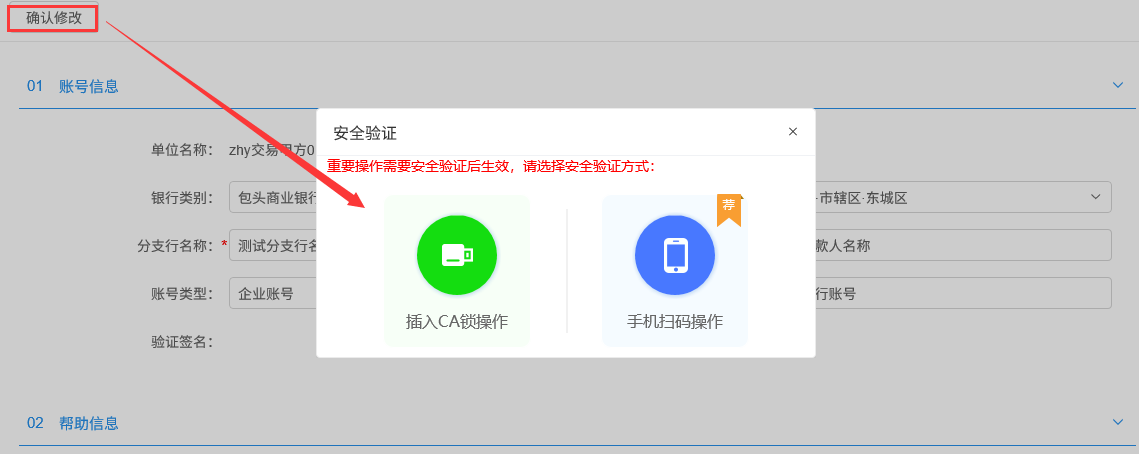 确认修改
01 账号信息
安全验证
×
单位名称： zhy交易甲方0
重要操作需要安全验证后生效，请选择安全验证方式：
银行类别： 包头商业银行
·市辖区·东城区
荐
分支行名称：* 测试分支行名
款人名称
账号类型： 企业账号
行账号
插入CA锁操作
手机扫码操作
验证签名：
02 帮助信息